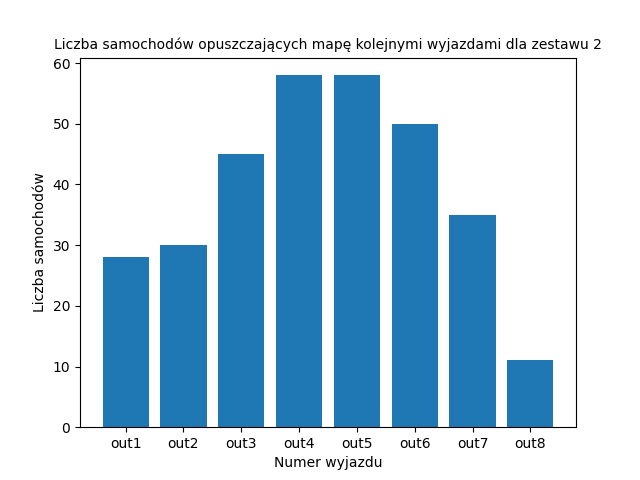 Liczba samochodów opuszczających mapę kolejnymi wyjazdami dla zestawu 2
60
50
40
30
20
10
0
Liczba samochodów
out1 out2 out3 out4 out5 out6 out7 out8
Numer wyjazdu